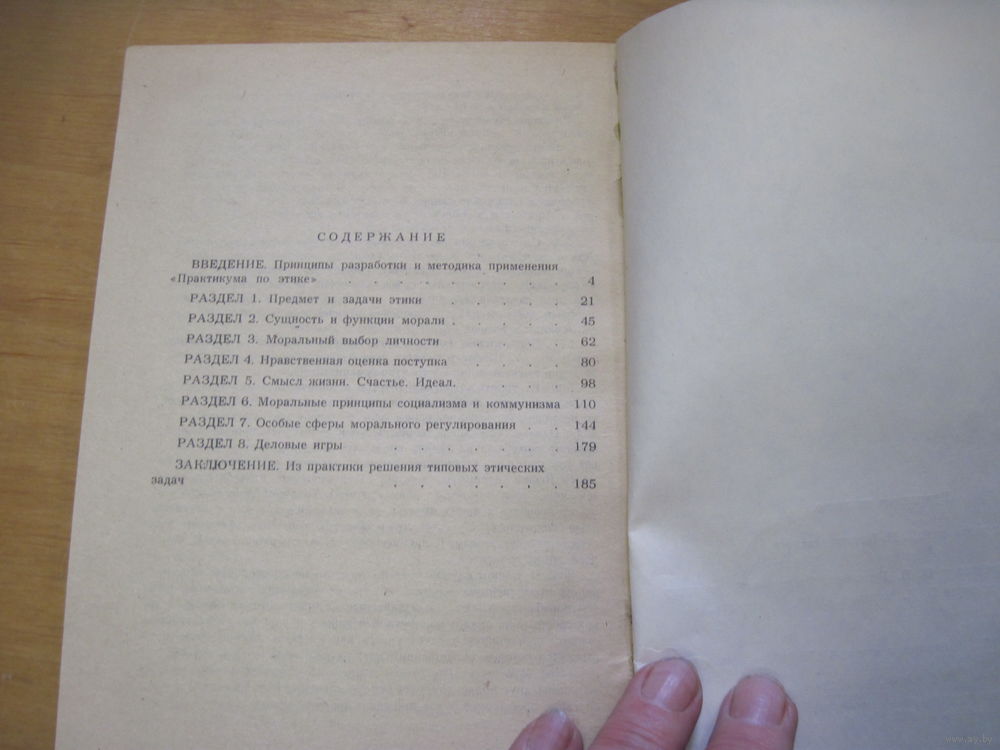 СОДЕРЖАНИЕ
ВВЕДЕНИЕ. Принципы разработки и методика применения
«Практикума по этике» . . . . . . . . 4
РАЗДЕЛ 1. Предмет и задачи этики . . . . . 21
РАЗДЕЛ 2. Сущность и функции морали . . . . . 45
РАЗДЕЛ 3. Моральный выбор личности . . . . . 62
РАЗДЕЛ 4. Нравственная оценка поступка . . . . 80
РАЗДЕЛ 5. Смысл жизни. Счастье. Идеал. . . . . 98
РАЗДЕЛ 6. Моральные принципы социализма и коммунизма 110
РАЗДЕЛ 7. Особые сферы морального регулирования . . 144
РАЗДЕЛ 8. Деловые игры . . . . . . . 179
ЗАКЛЮЧЕНИЕ. Из практики решения типовых этических
задач . . . . . . . 185
www.ay.by